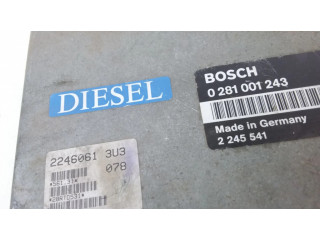 DIESEL
BOSCH
0 281 001 243
Made in Germany
2 245 541
2246061 3U3
078